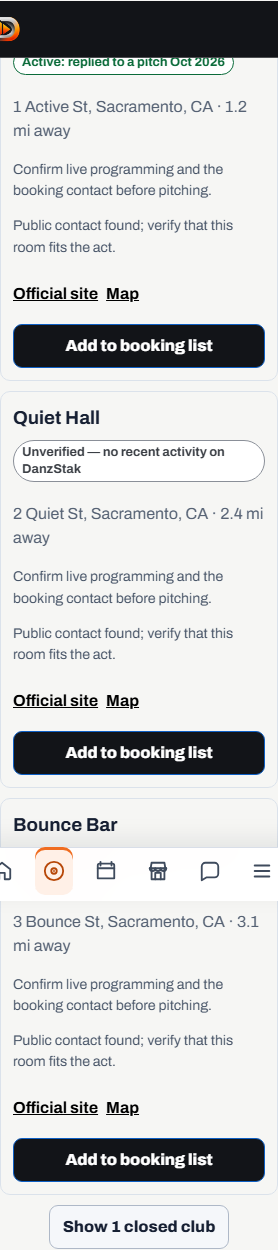 Active: replied to a pitch Oct 2026
1 Active St, Sacramento, CA · 1.2
mi away
Confirm live programming and the
booking contact before pitching.
Public contact found; verify that this
room fits the act.
Official site Map
Add to booking list
Quiet Hall
Unverified — no recent activity on
DanzStak
2 Quiet St, Sacramento, CA · 2.4 mi
away
Confirm live programming and the
booking contact before pitching.
Public contact found; verify that this
room fits the act.
Official site Map
Add to booking list
Bounce Bar
3 Bounce St, Sacramento, CA · 3.1
mi away
Confirm live programming and the
booking contact before pitching.
Public contact found; verify that this
room fits the act.
Official site Map
Add to booking list
Show 1 closed club